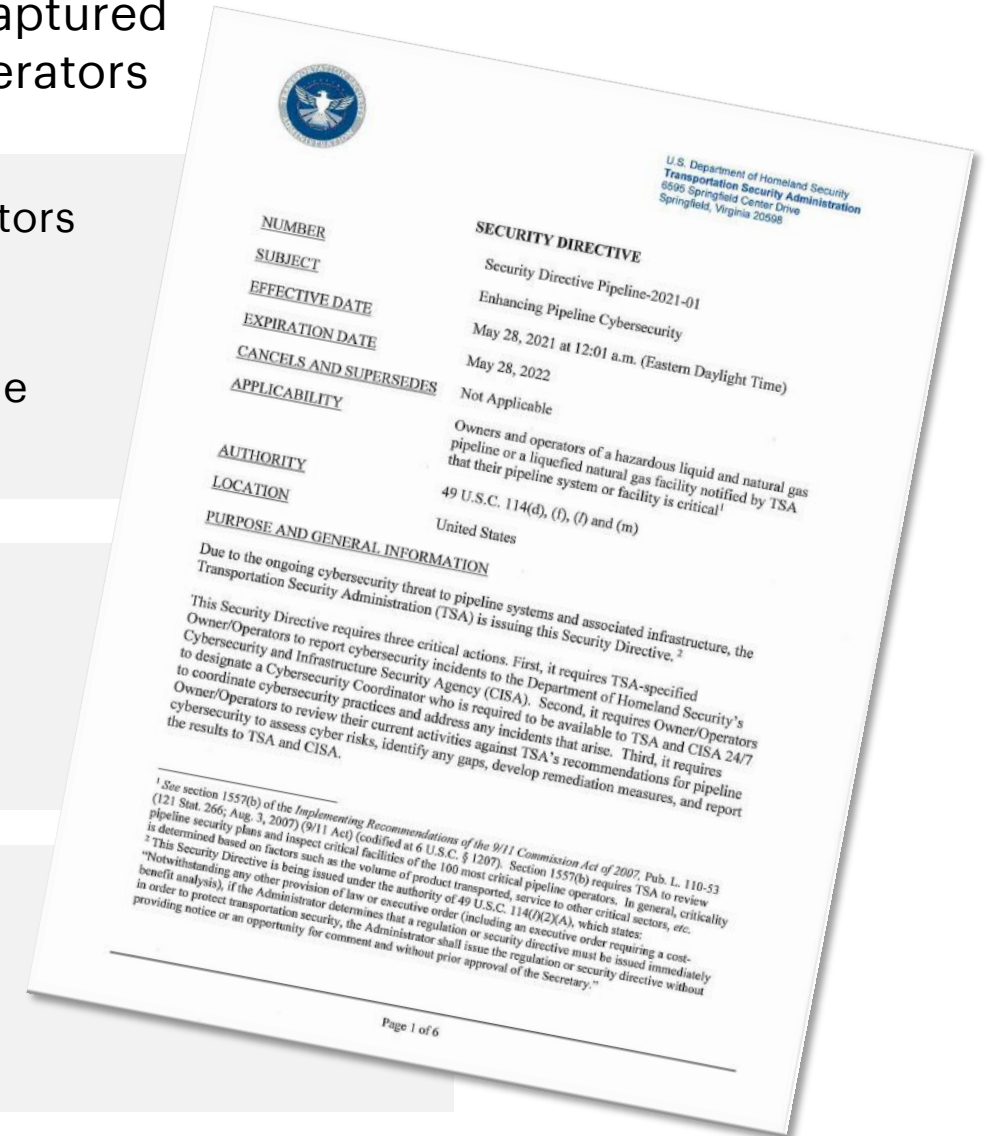 aptured
erators
tors
e
U.S. Department of Homeland Security
Transportation Security Administration
6595 Springfield Center Drive
Springfield, Virginia 20598
SECURITY DIRECTIVE
NUMBER
Security Directive Pipeline-2021-01
SUBJECT
Enhancing Pipeline Cybersecurity
EFFECTIVE DATE
May 28, 2021 at 12:01 a.m. (Eastern Daylight Time)
EXPIRATION DATE
May 28, 2022
CANCELS AND SUPERSEDES
Not Applicable
APPLICABILITY
Owners and operators of a hazardous liquid and natural gas
pipeline or a liquefied natural gas facility notified by TSA
that their pipeline system or facility is critical¹
AUTHORITY
49 U.S.C. 114(d), (f), (l) and (m)
LOCATION
United States
PURPOSE AND GENERAL INFORMATION
Due to the ongoing cybersecurity threat to pipeline systems and associated infrastructure, the
Transportation Security Administration (TSA) is issuing this Security Directive. ²
This Security Directive requires three critical actions. First, it requires TSA-specified
Owner/Operators to report cybersecurity incidents to the Department of Homeland Security's
Cybersecurity and Infrastructure Security Agency (CISA). Second, it requires Owner/Operators
to designate a Cybersecurity Coordinator who is required to be available to TSA and CISA 24/7
to coordinate cybersecurity practices and address any incidents that arise. Third, it requires
Owner/Operators to review their current activities against TSA's recommendations for pipeline
cybersecurity to assess cyber risks, identify any gaps, develop remediation measures, and report
the results to TSA and CISA.
¹ See section 1557(b) of the Implementing Recommendations of the 9/11 Commission Act of 2007, Pub. L. 110-53
(121 Stat. 266; Aug. 3, 2007) (9/11 Act) (codified at 6 U.S.C. § 1207). Section 1557(b) requires TSA to review
pipeline security plans and inspect critical facilities of the 100 most critical pipeline operators. In general, criticality
is determined based on factors such as the volume of product transported, service to other critical sectors, etc.
² This Security Directive is being issued under the authority of 49 U.S.C. 114(l)(2)(A), which states:
"Notwithstanding any other provision of law or executive order (including an executive order requiring a cost-
benefit analysis), if the Administrator determines that a regulation or security directive must be issued immediately
in order to protect transportation security, the Administrator shall issue the regulation or security directive without
providing notice or an opportunity for comment and without prior approval of the Secretary."
Page 1 of 6